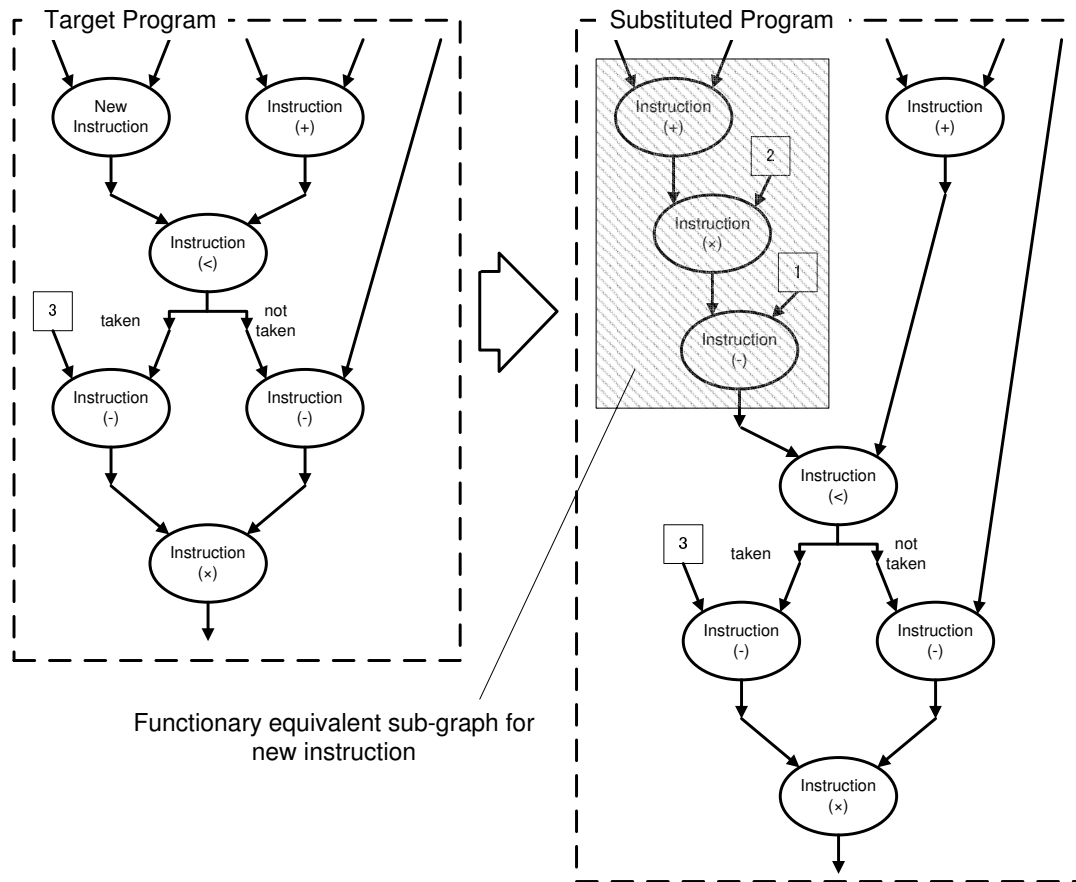 Target Program
New
Instruction
Instruction
(+)
Instruction
(<)
3
taken
not
taken
Instruction
(-)
Instruction
(-)
Instruction
(×)
Substituted Program
Instruction
(+)
2
Instruction
(×)
1
Instruction
(-)
Instruction
(+)
Instruction
(<)
3
taken
not
taken
Instruction
(-)
Instruction
(-)
Instruction
(×)
Functionary equivalent sub-graph for
new instruction